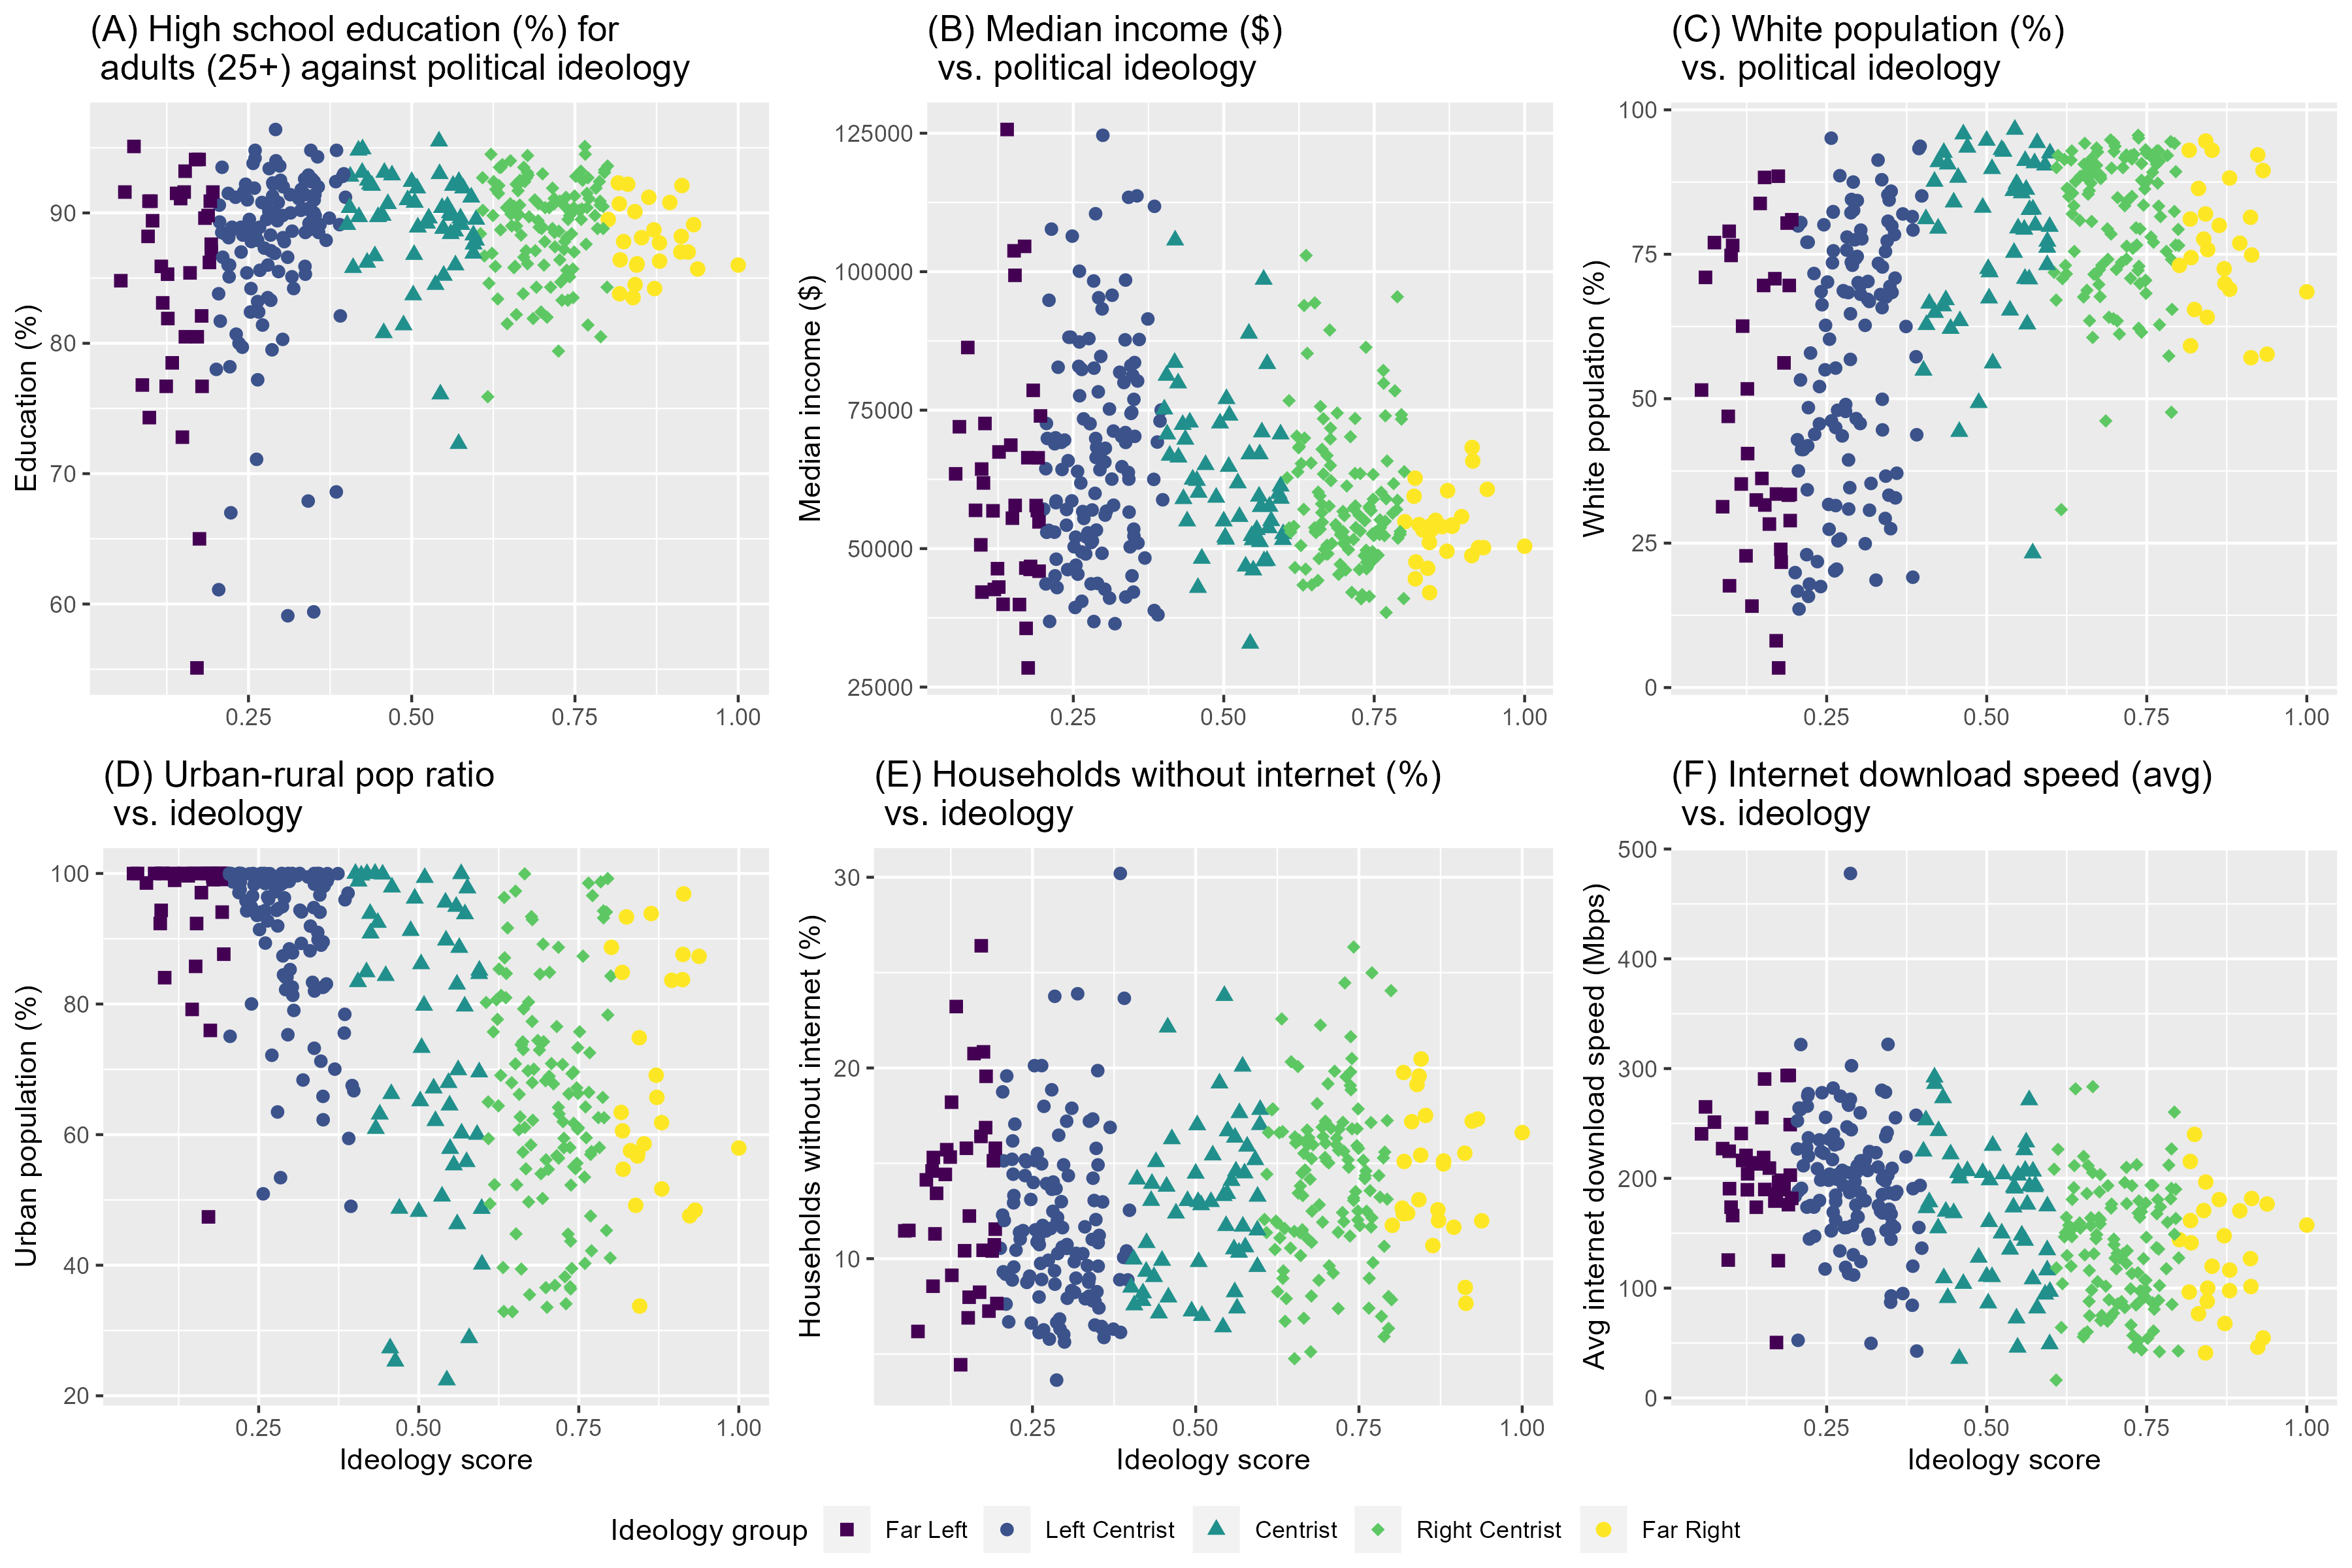 (A) High school education (%) for
adults (25+) against political ideology
Education (%)
90
80
70
60
0.25 0.50 0.75 1.00
(B) Median income ($)
vs. political ideology
Median income ($)
125000
100000
75000
50000
25000
0.25 0.50 0.75 1.00
(C) White population (%)
vs. political ideology
White population (%)
100
75
50
25
0
0.25 0.50 0.75 1.00
(D) Urban-rural pop ratio
vs. ideology
Urban population (%)
100
80
60
40
20
0.25 0.50 0.75 1.00
Ideology score
(E) Households without internet (%)
vs. ideology
Households without internet (%)
30
20
10
0.25 0.50 0.75 1.00
Ideology score
(F) Internet download speed (avg)
vs. ideology
Avg internet download speed (Mbps)
500
400
300
200
100
0
0.25 0.50 0.75 1.00
Ideology score
Ideology group Far Left Left Centrist Centrist Right Centrist Far Right